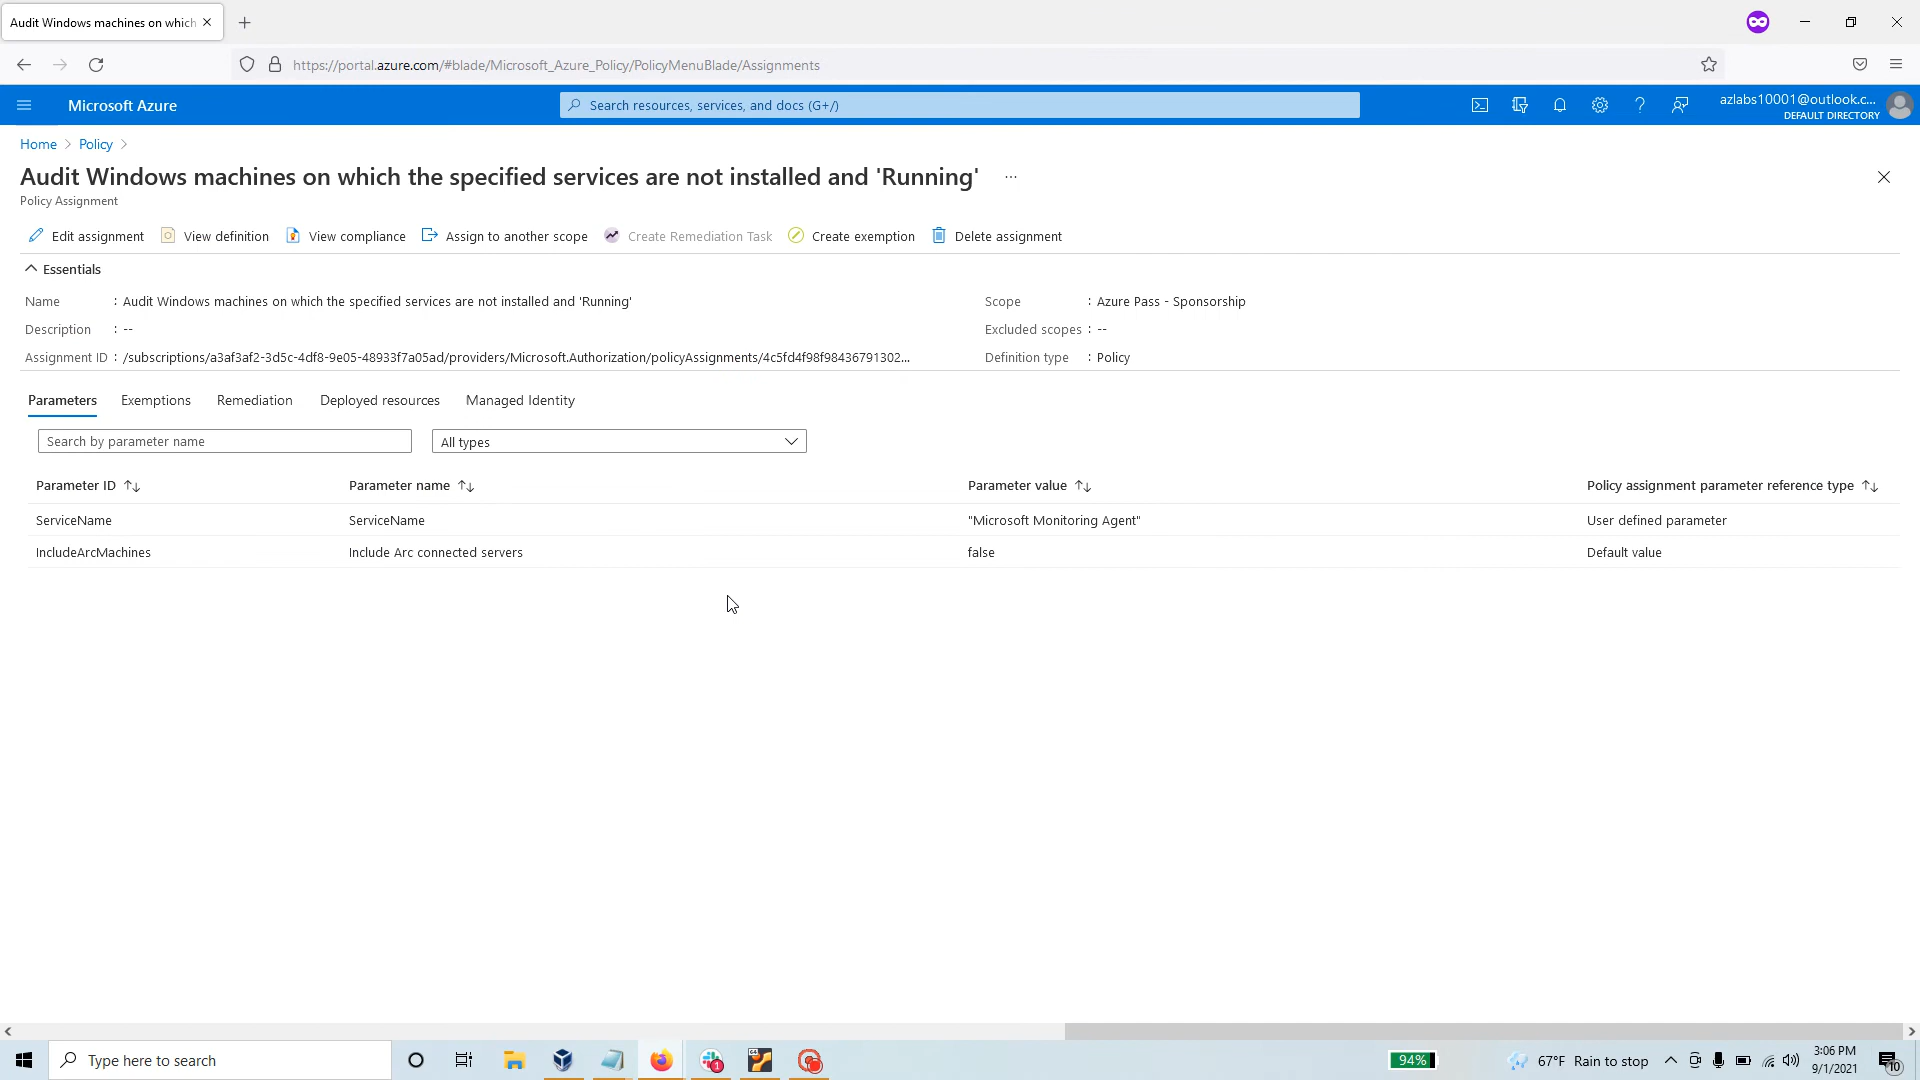 Audit Windows machines on which
https://portal.azure.com/#blade/Microsoft_Azure_Policy/PolicyMenuBlade/Assignments
Microsoft Azure
Search resources, services, and docs (G+/)
azlabs10001@outlook.c...
DEFAULT DIRECTORY
Home > Policy >
Audit Windows machines on which the specified services are not installed and 'Running' ...
Policy Assignment
Edit assignment View definition View compliance Assign to another scope Create Remediation Task Create exemption Delete assignment
Essentials
Name : Audit Windows machines on which the specified services are not installed and 'Running' Scope : Azure Pass - Sponsorship
Description : -- Excluded scopes : --
Assignment ID : /subscriptions/a3af3af2-3d5c-4df8-9e05-48933f7a05ad/providers/Microsoft.Authorization/policyAssignments/4c5fd4f98f98436791302... Definition type : Policy
Parameters Exemptions Remediation Deployed resources Managed Identity
Search by parameter name All types
Parameter ID Parameter name Parameter value Policy assignment parameter reference type
ServiceName ServiceName "Microsoft Monitoring Agent" User defined parameter
IncludeArcMachines Include Arc connected servers false Default value
Type here to search
1
94%
67°F Rain to stop
3:06 PM
9/1/2021
10